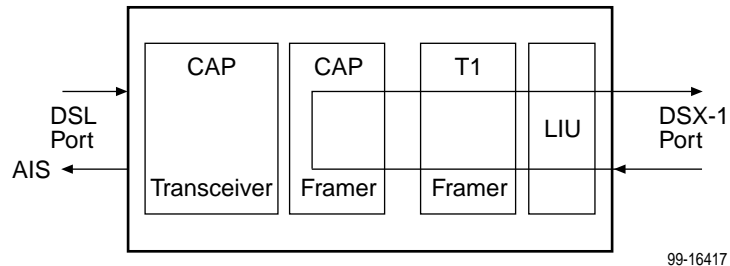 CAP
CAP
T1
DSL
Port
LIU
DSX-1
Port
AIS
Transceiver
Framer
Framer
99-16417